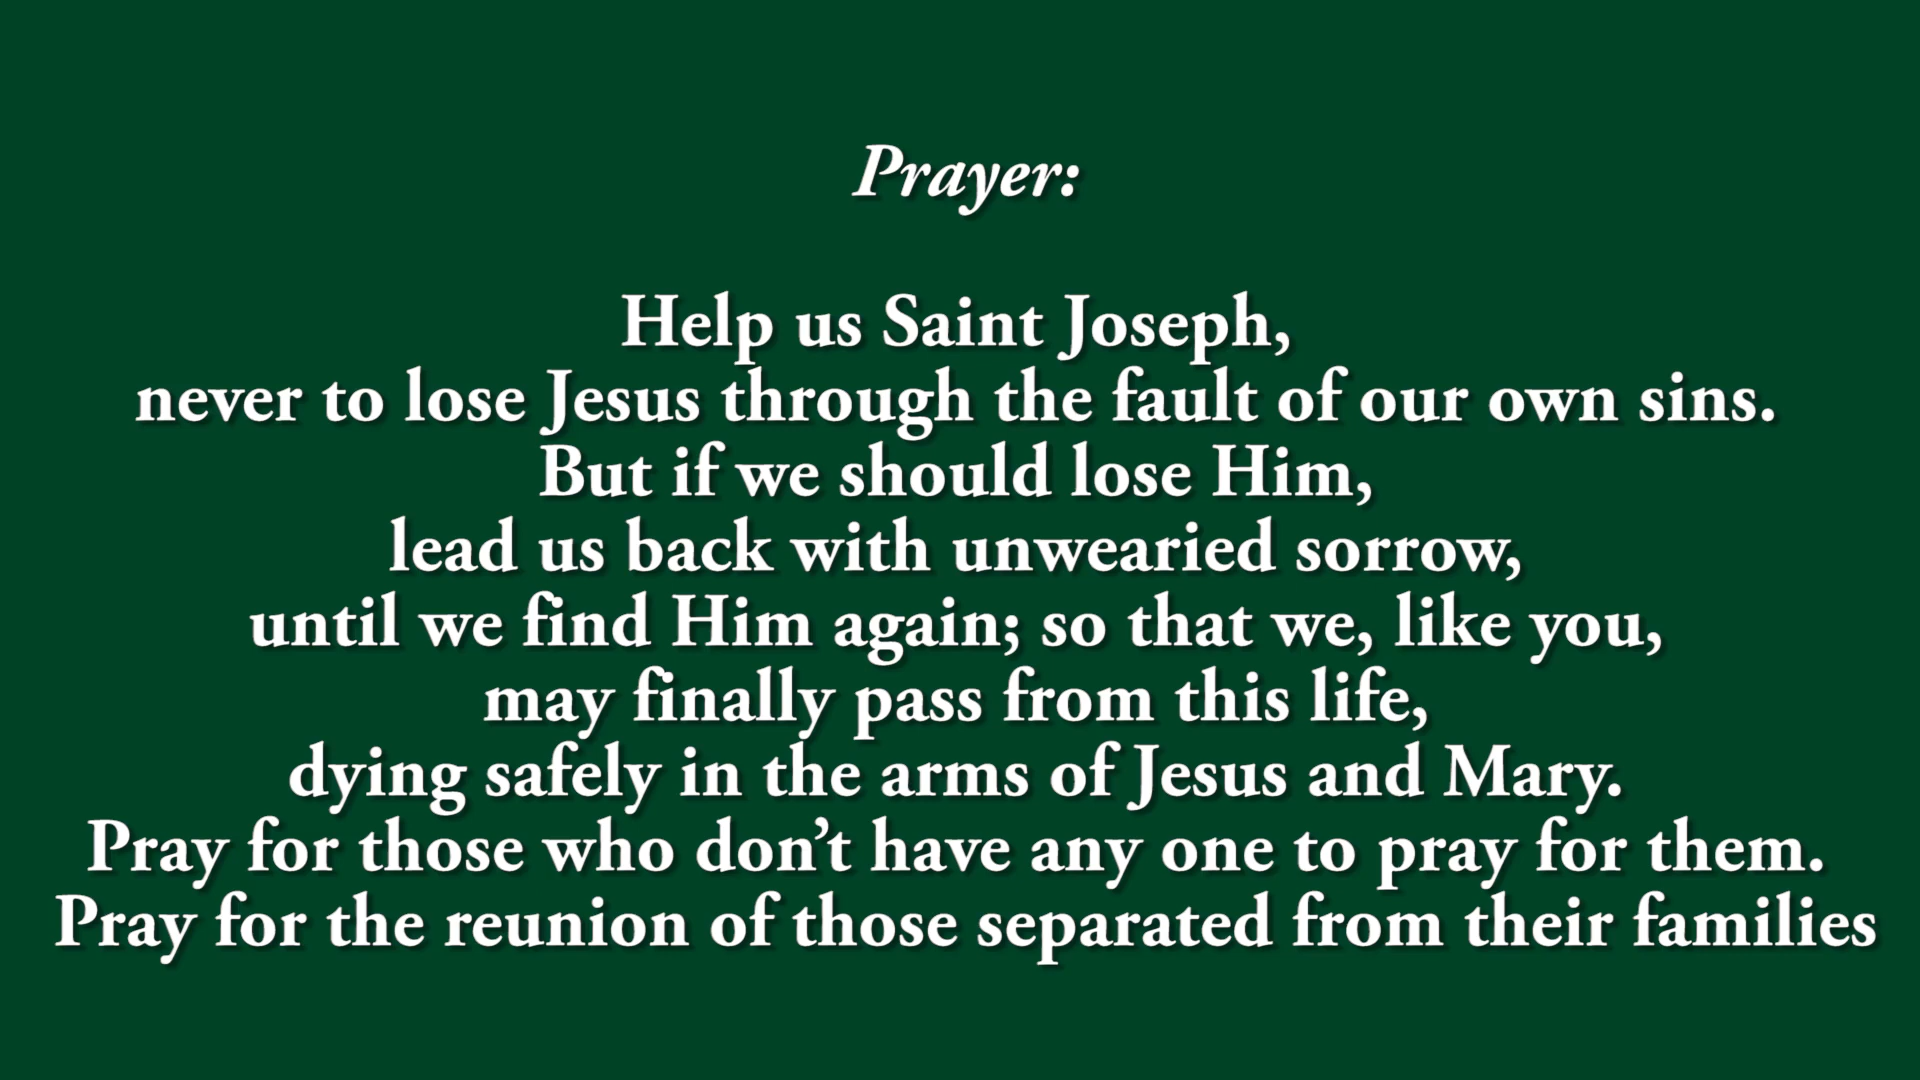 Prayer:
Help us Saint Joseph,
never to lose Jesus through the fault of our own sins.
But if we should lose Him,
lead us back with unwearied sorrow,
until we find Him again; so that we, like you,
may finally pass from this life,
dying safely in the arms of Jesus and Mary.
Pray for those who don’t have any one to pray for them.
Pray for the reunion of those separated from their families